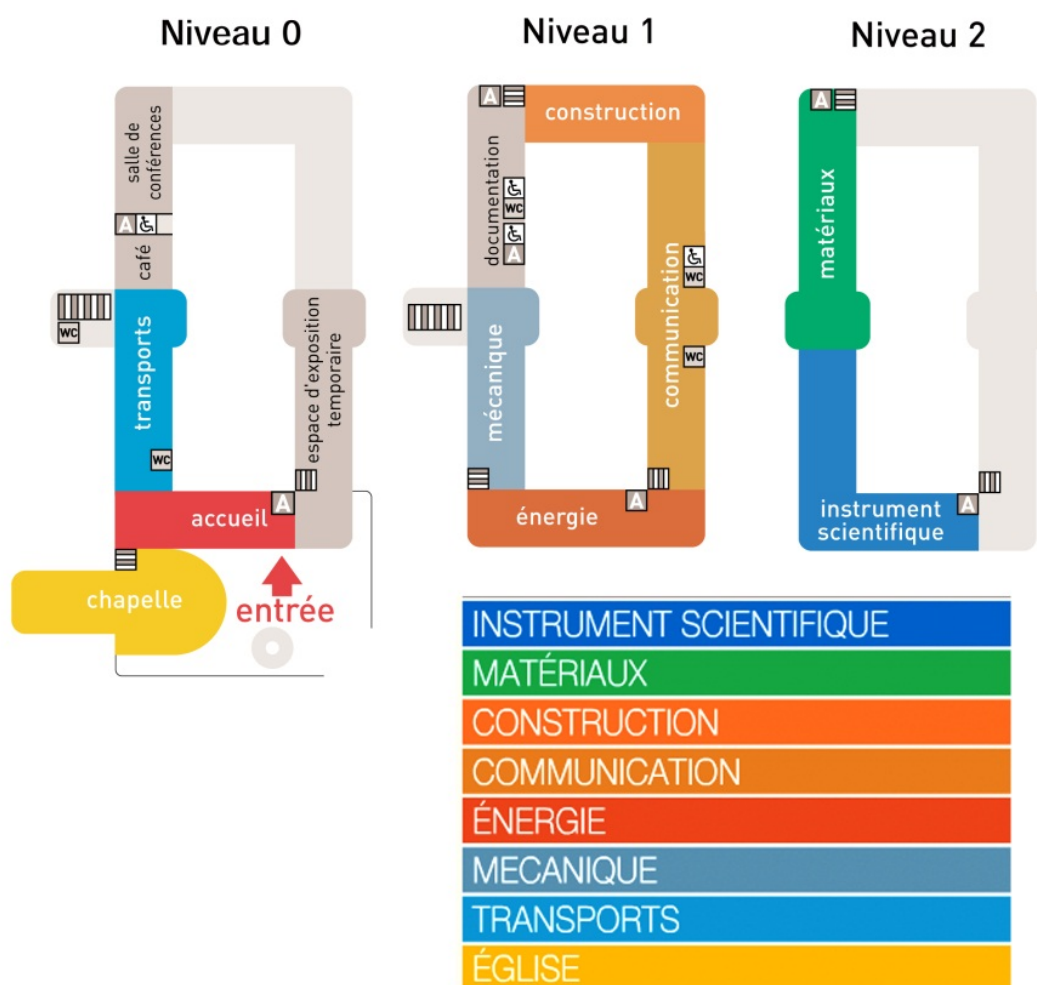 Niveau 0
Niveau 1
Niveau 2
salle de
conférences
A
café
WC
transports
WC
espace d'exposition
temporaire
accueil
A
chapelle
entrée
A
construction
documentation
WC
A
communication
WC
WC
mécanique
énergie
A
A
matériaux
instrument
scientifique
A
INSTRUMENT SCIENTIFIQUE
MATÉRIAUX
CONSTRUCTION
COMMUNICATION
ÉNERGIE
MECANIQUE
TRANSPORTS
ÉGLISE